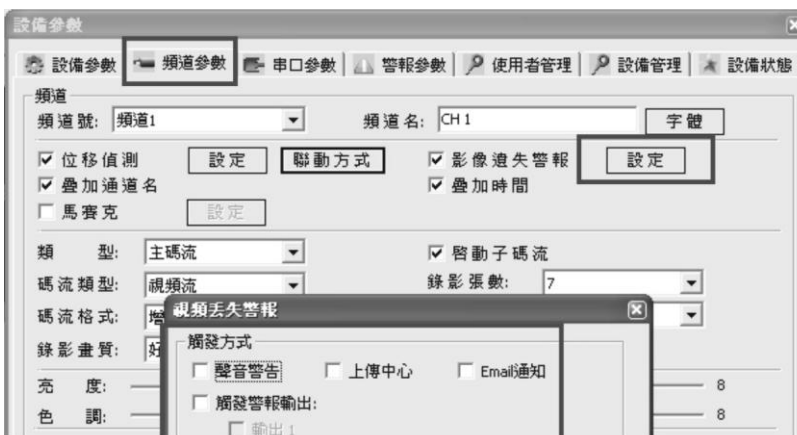 設備參數
設備參數 頻道參數 串口參數 警報參數 使用者管理 設備管理 設備狀態
頻道
頻道號: 頻道1 頻道名: CH 1 字體
位移偵測 設定 聯動方式 影像遺失警報 設定
疊加通道名 疊加時間
馬賽克 設定
類 型: 主碼流 啓動子碼流
碼流類型: 視頻流 錄影張數: 7
碼流格式:
視頻丟失警報
錄影畫質: 好
觸發方式
聲音警告 上傳中心 Email通知
亮 度: 8
觸發警報輸出:
色 調: 8
輸出 1